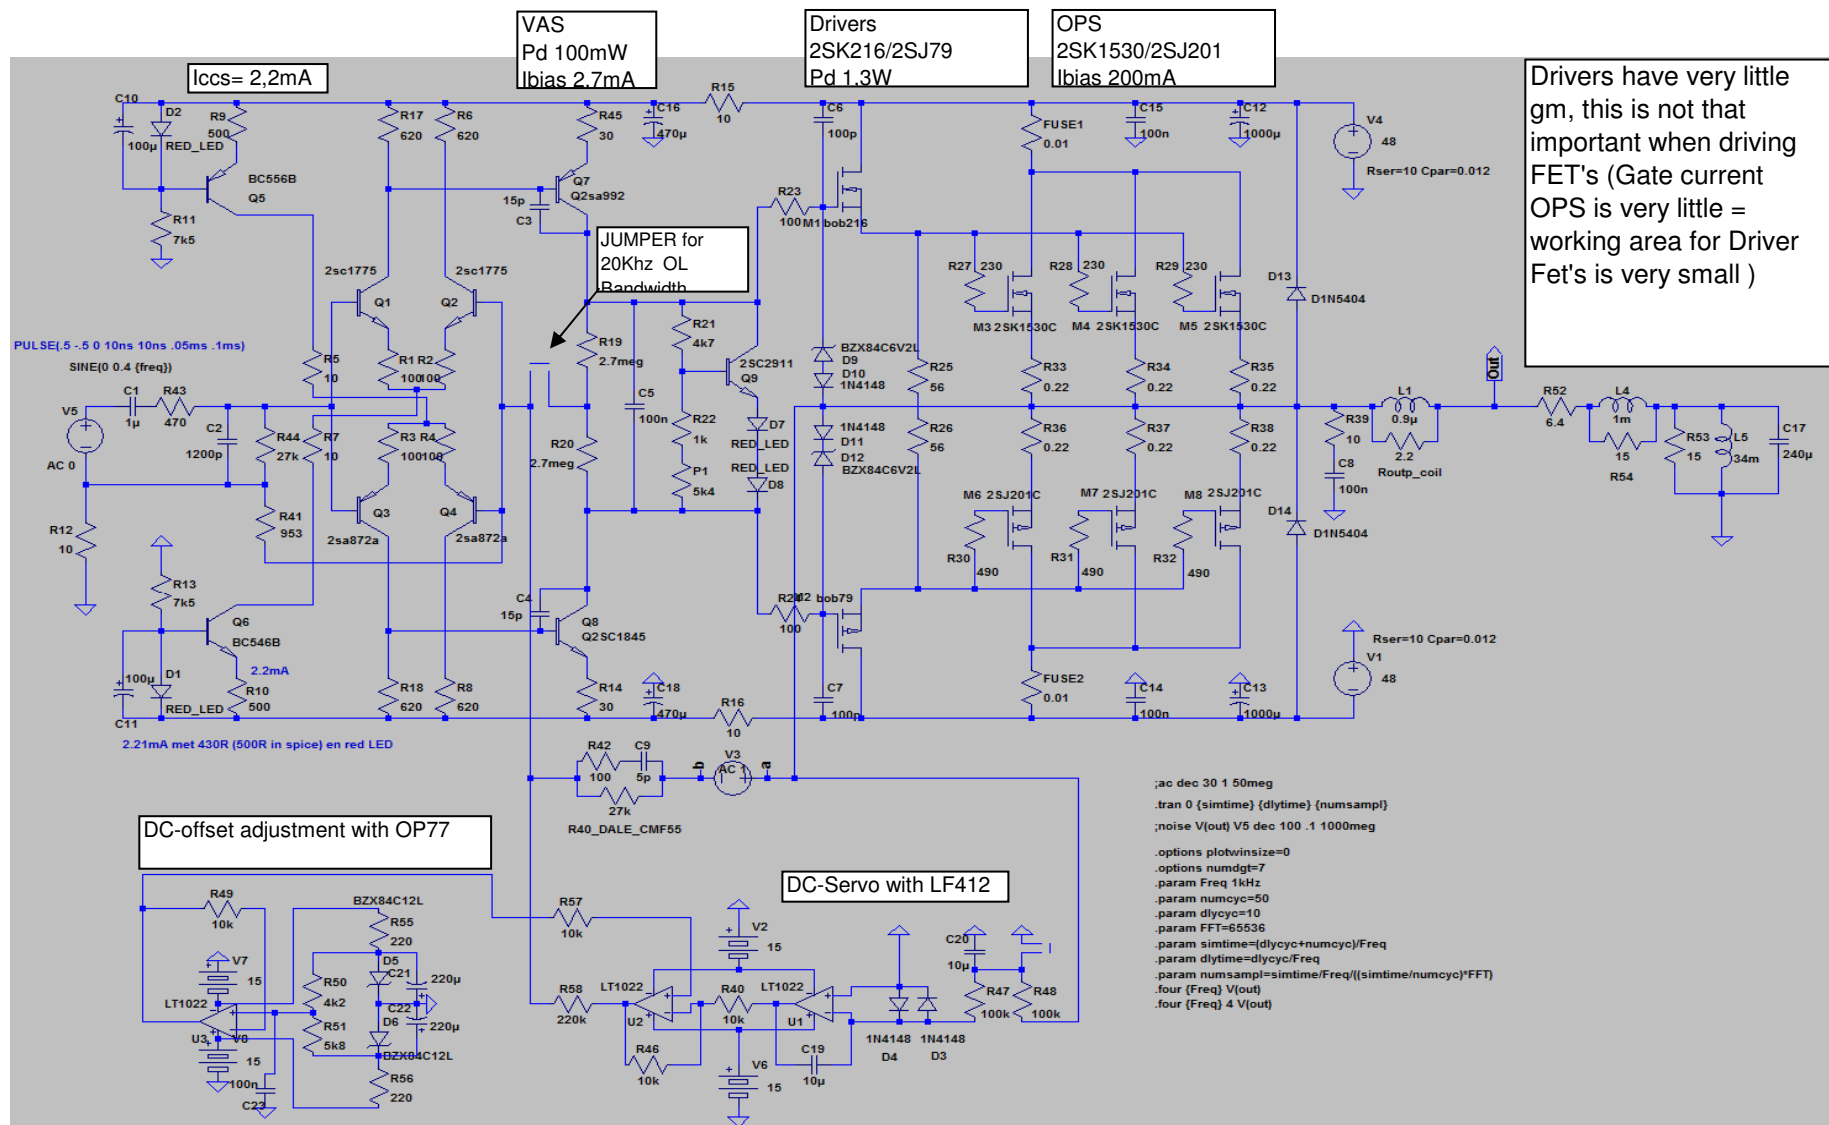 VAS
Pd 100mW
Ibias 2.7mA
Drivers
2SK216/2SJ79
Pd 1.3W
OPS
2SK1530/2SJ201
Ibias 200mA
Iccs= 2,2mA
Drivers have very little
gm, this is not that
important when driving
FET's (Gate current
OPS is very little =
working area for Driver
Fet's is very small )
JUMPER for
20Khz OL
Bandwidth
C10
100µ
D2
RED_LED
R9
500
BC556B
Q5
R11
7k5
R17
620
R6
620
R45
30
C16
470µ
R15
10
C6
100p
FUSE1
0.01
C15
100n
C12
1000µ
V4
48
Rser=10 Cpar=0.012
Q7
Q2sa992
15p
C3
R23
100
M1 bob216
2sc1775
Q1
2sc1775
Q2
R27 230
R28 230
R29 230
M3 2SK1530C
M4 2SK1530C
M5 2SK1530C
D13
D1N5404
PULSE(.5 -.5 0 10ns 10ns .05ms .1ms)
SINE(0 0.4 {freq})
V5
AC 0
C1
1µ
R43
470
C2
1200p
R44
27k
R5
10
R7
10
R1
100
R2
100
R3
100
R4
100
R19
2.7meg
R20
2.7meg
C5
100n
R21
4k7
R22
1k
P1
5k4
2SC2911
Q9
D7
RED_LED
RED_LED
D8
BZX84C6V2L
D9
D10
1N4148
1N4148
D11
D12
BZX84C6V2L
R25
56
R26
56
R33
0.22
R34
0.22
R35
0.22
R36
0.22
R37
0.22
R38
0.22
R39
10
C8
100n
L1
0.9µ
2.2
Routp_coil
Out
R52
6.4
L4
1m
15
R54
R53
15
L5
34m
C17
240µ
R12
10
R41
953
Q3
2sa872a
Q4
2sa872a
M6 2SJ201C
M7 2SJ201C
M8 2SJ201C
R30
490
R31
490
R32
490
D14
D1N5404
R13
7k5
Q6
BC546B
2.2mA
100µ
C11
D1
RED_LED
R10
500
R18
620
R8
620
C4
15p
Q8
Q2SC1845
R14
30
C18
470µ
R16
10
R24
100
M2 bob79
C7
100n
FUSE2
0.01
C14
100n
C13
1000µ
Rser=10 Cpar=0.012
V1
48
2.21mA met 430R (500R in spice) en red LED
R42
100
C9
5p
27k
R40_DALE_CMF55
b
V3
AC 1
a
DC-offset adjustment with OP77
DC-Servo with LF412
R49
10k
V7
15
LT1022
U3
V8
15
100n
C23
R50
4k2
R51
5k8
BZX84C12L
R55
220
D5
C21
220µ
C22
220µ
D6
BZX84C12L
R56
220
R57
10k
R58
220k
LT1022
U2
R46
10k
R40
10k
V2
15
V6
15
LT1022
U1
C19
10µ
1N4148
D4
1N4148
D3
C20
10µ
R47
100k
R48
100k
;ac dec 30 1 50meg
.tran 0 {simtime} {dlytime} {numsampl}
;noise V(out) V5 dec 100 .1 1000meg
.options plotwinsize=0
.options numdgt=7
.param Freq 1kHz
.param numcyc=50
.param dlycyc=10
.param FFT=65536
.param simtime=(dlycyc+numcyc)/Freq
.param dlytime=dlycyc/Freq
.param numsampl=simtime/Freq/((simtime/numcyc)*FFT)
.four {Freq} V(out)
.four {Freq} 4 V(out)